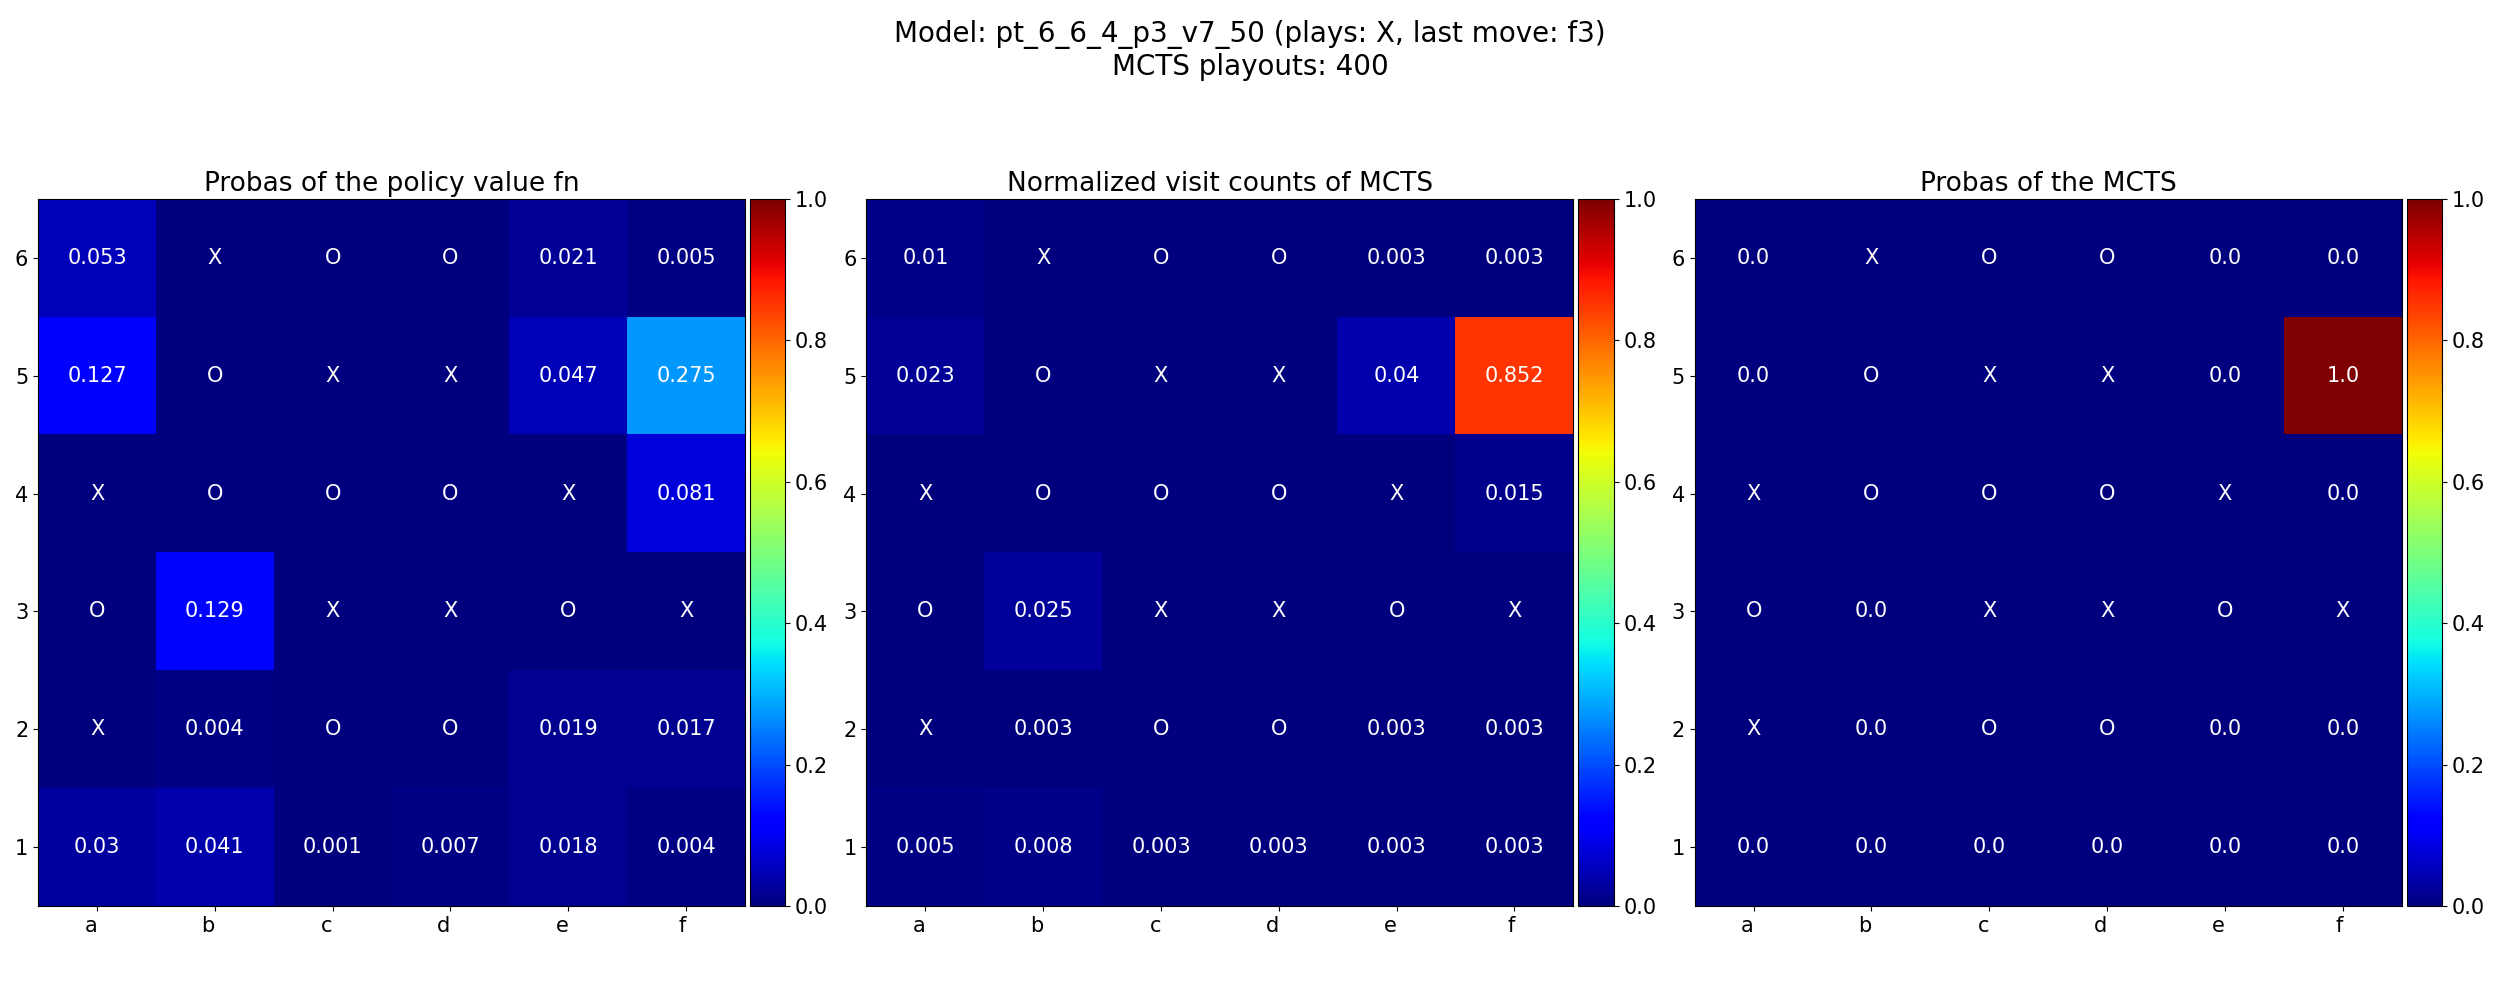 Model: pt_6_6_4_p3_v7_50 (plays: X, last move: f3)
MCTS playouts: 400
Probas of the policy value fn
6 0.053 X O O 0.021 0.005
5 0.127 O X X 0.047 0.275
4 X O O O X 0.081
3 O 0.129 X X O X
2 X 0.004 O O 0.019 0.017
1 0.03 0.041 0.001 0.007 0.018 0.004
a b c d e f
1.0
0.8
0.6
0.4
0.2
0.0
Normalized visit counts of MCTS
6 0.01 X O O 0.003 0.003
5 0.023 O X X 0.04 0.852
4 X O O O X 0.015
3 O 0.025 X X O X
2 X 0.003 O O 0.003 0.003
1 0.005 0.008 0.003 0.003 0.003 0.003
a b c d e f
1.0
0.8
0.6
0.4
0.2
0.0
Probas of the MCTS
6 0.0 X O O 0.0 0.0
5 0.0 O X X 0.0 1.0
4 X O O O X 0.0
3 O 0.0 X X O X
2 X 0.0 O O 0.0 0.0
1 0.0 0.0 0.0 0.0 0.0 0.0
a b c d e f
1.0
0.8
0.6
0.4
0.2
0.0